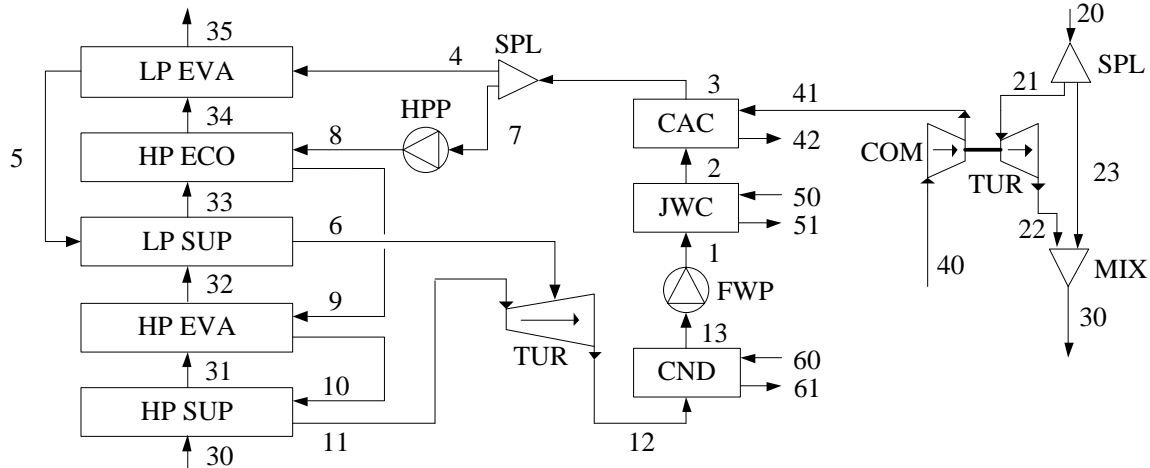 35
LP EVA
34
HP ECO
33
LP SUP
32
HP EVA
31
HP SUP
30
5
4
SPL
HPP
8
7
6
9
10
11
TUR
12
3
CAC
41
42
2
JWC
50
51
1
FWP
13
CND
60
61
20
SPL
21
COM
TUR
23
22
40
MIX
30